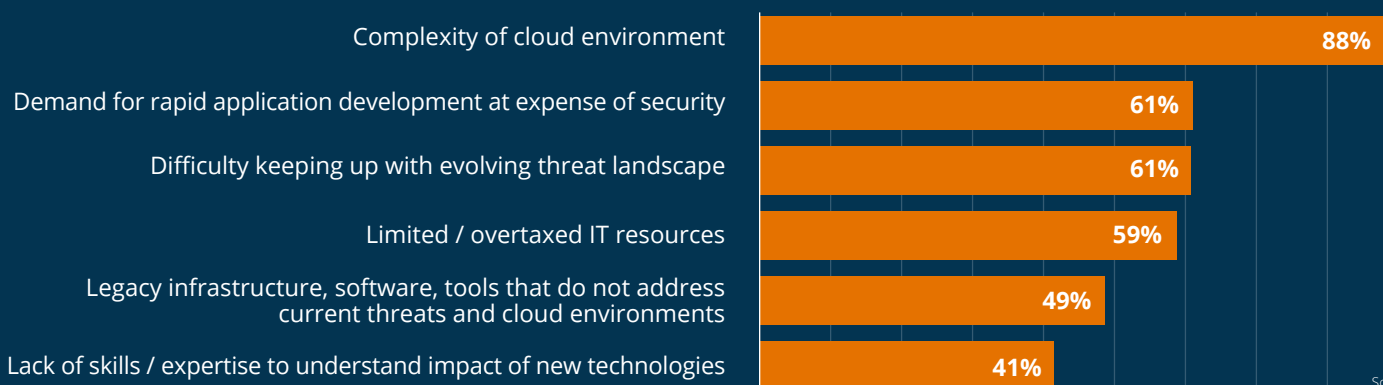 Complexity of cloud environment
88%
Demand for rapid application development at expense of security
61%
Difficulty keeping up with evolving threat landscape
61%
Limited / overtaxed IT resources
59%
Legacy infrastructure, software, tools that do not address
current threats and cloud environments
49%
Lack of skills / expertise to understand impact of new technologies
41%